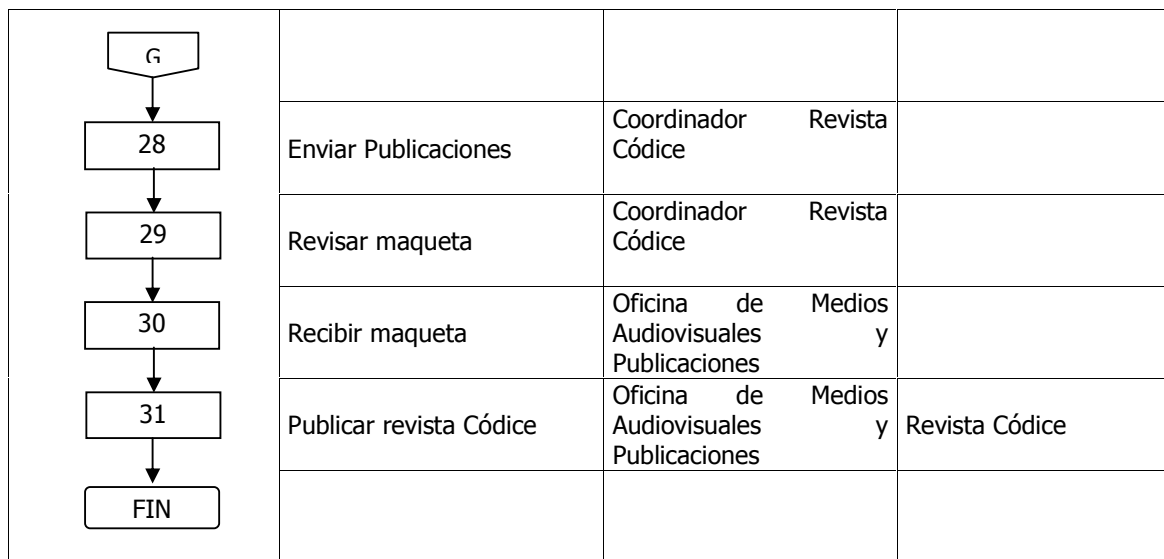 G
28
Enviar Publicaciones
Coordinador Revista
Códice
29
Revisar maqueta
Coordinador Revista
Códice
30
Recibir maqueta
Oficina de Medios
Audiovisuales y
Publicaciones
31
Publicar revista Códice
Oficina de Medios
Audiovisuales y
Publicaciones
Revista Códice
FIN